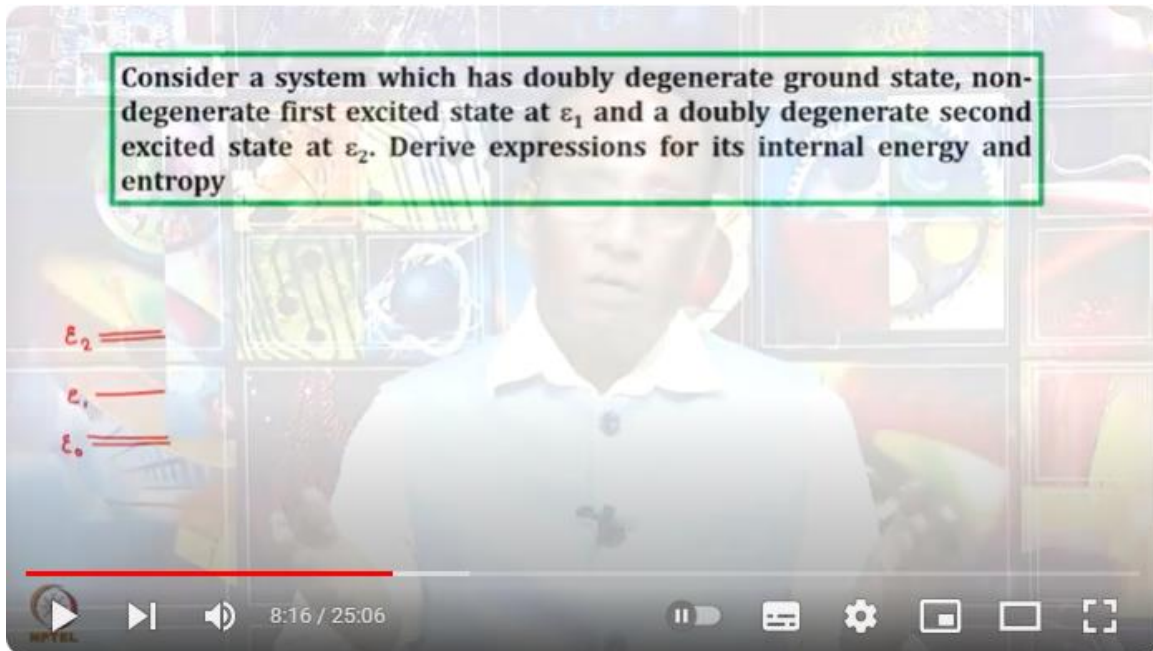 Consider a system which has doubly degenerate ground state, non-
degenerate first excited state at ε₁ and a doubly degenerate second
excited state at ε₂. Derive expressions for its internal energy and
entropy
ε₂
ε₁
ε₀
8:16 / 25:06
NPTEL